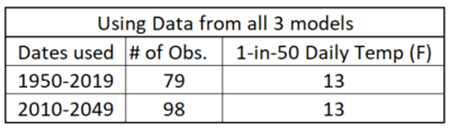 Using Data from all 3 models
Dates used # of Obs. 1-in-50 Daily Temp (F)
1950-2019 79 13
2010-2049 98 13